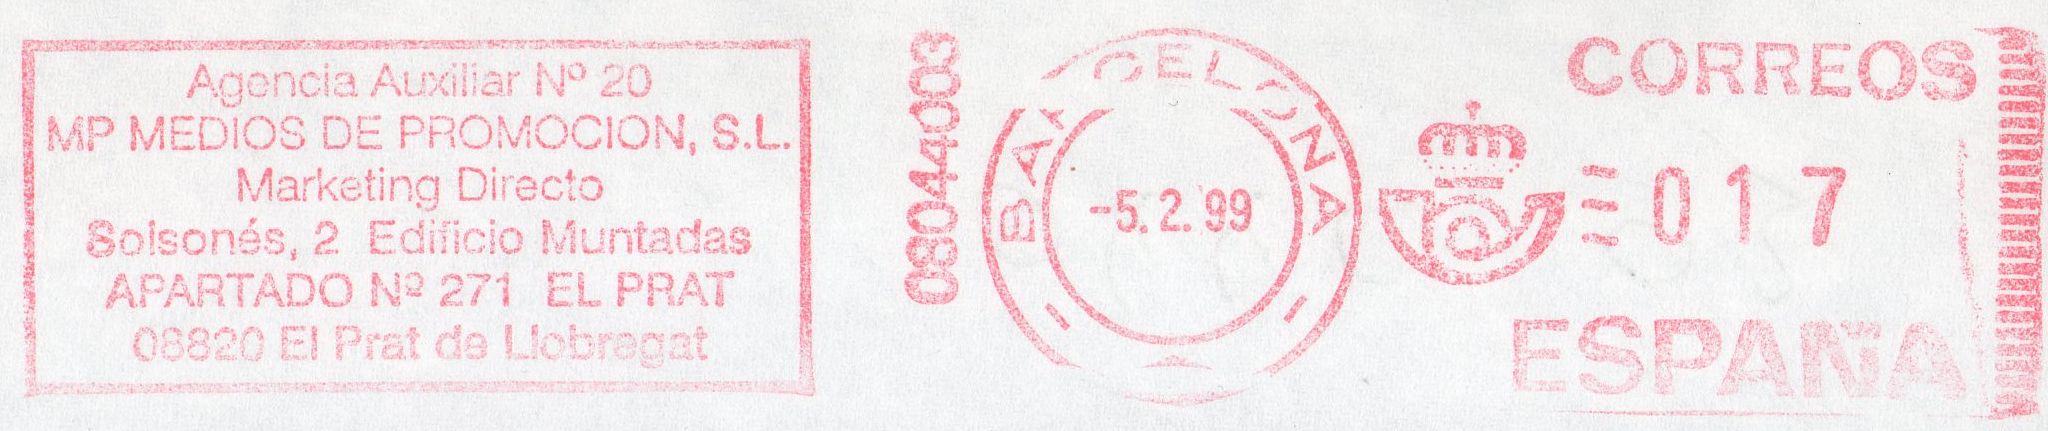 Agencia Auxiliar Nº 20
MP MEDIOS DE PROMOCION, S.L.
Marketing Directo
Solsonés, 2 Edificio Muntadas
APARTADO Nº 271 EL PRAT
08820 El Prat de Llobregat
08044003
BARCELONA
-5.2.99
CORREOS
017
ESPAÑA